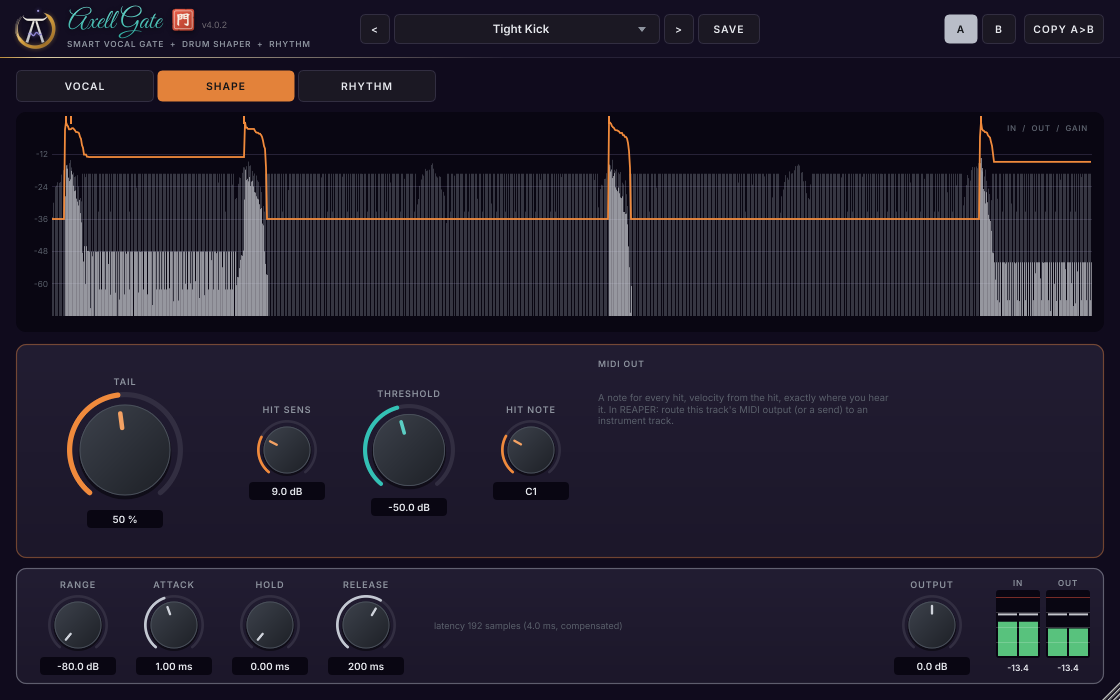 AxellGate 門 v4.0.2
SMART VOCAL GATE + DRUM SHAPER + RHYTHM
< Tight Kick > SAVE
A B COPY A>B
VOCAL SHAPE RHYTHM
IN / OUT / GAIN
-12
-24
-36
-48
-60
TAIL
50 %
HIT SENS
9.0 dB
THRESHOLD
-50.0 dB
HIT NOTE
C1
MIDI OUT
A note for every hit, velocity from the hit, exactly where you hear
it. In REAPER: route this track's MIDI output (or a send) to an
instrument track.
RANGE
-80.0 dB
ATTACK
1.00 ms
HOLD
0.00 ms
RELEASE
200 ms
latency 192 samples (4.0 ms, compensated)
OUTPUT
0.0 dB
IN
-13.4
OUT
-13.4